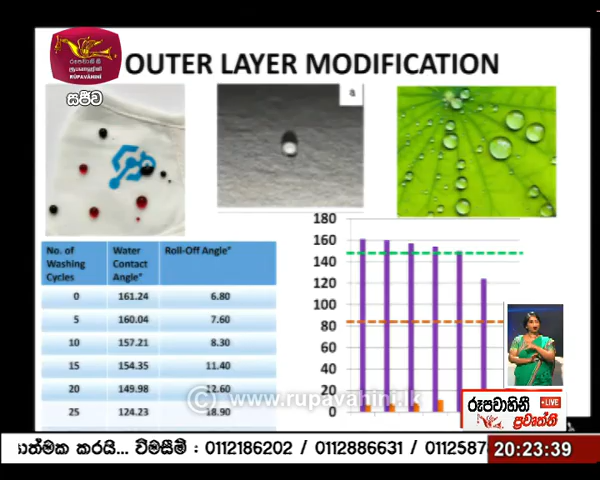 රූපවාහිනී
RUPAVAHINI
සජීව
OUTER LAYER MODIFICATION
a
No. of Washing Cycles
Water Contact Angle°
Roll-Off Angle°
0 161.24 6.80
5 160.04 7.60
10 157.21 8.30
15 154.35 11.40
20 149.98 12.60
25 124.23 18.90
180
160
140
120
100
80
60
40
20
0
© www.rupavahini.lk
රූපවාහිනී
LIVE
ප්‍රවෘත්ති
ාත්මක කරයි... විමසීම් : 0112186202 / 0112886631 / 011258
20:23:39